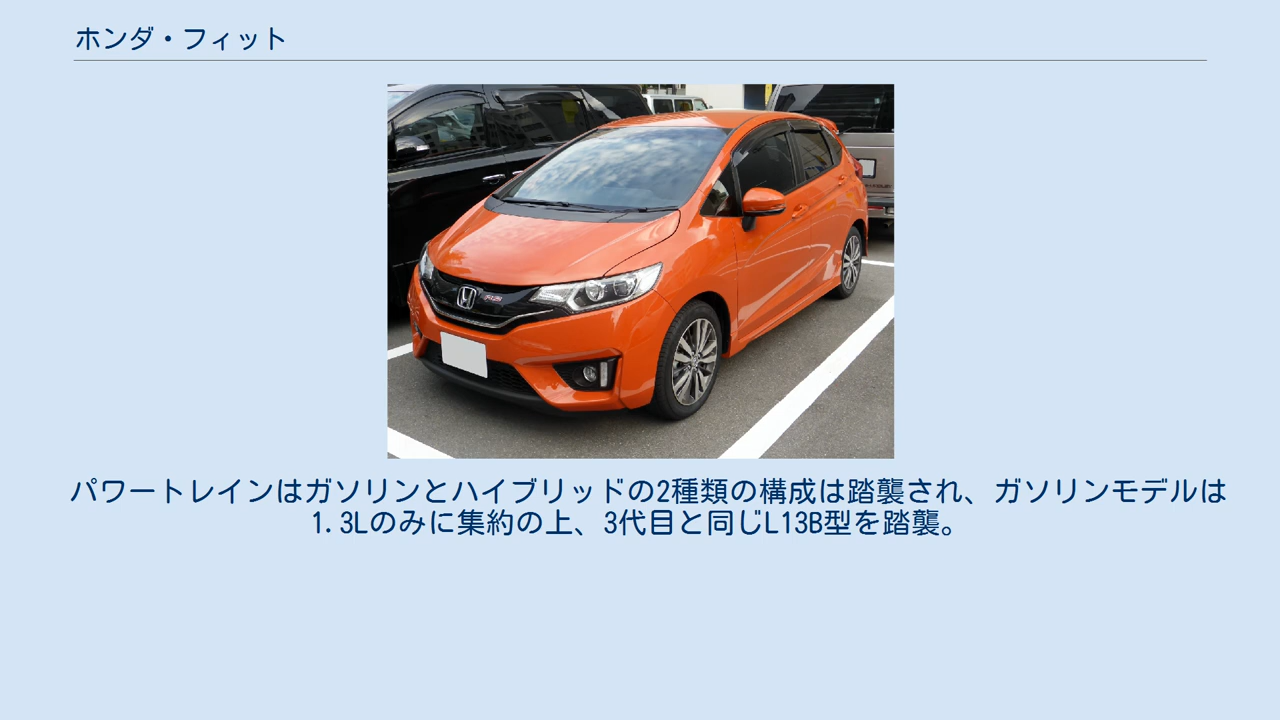 ホンダ・フィット
RS
パワートレインはガソリンとハイブリッドの2種類の構成は踏襲され、ガソリンモデルは
1.3Lのみに集約の上、3代目と同じL13B型を踏襲。